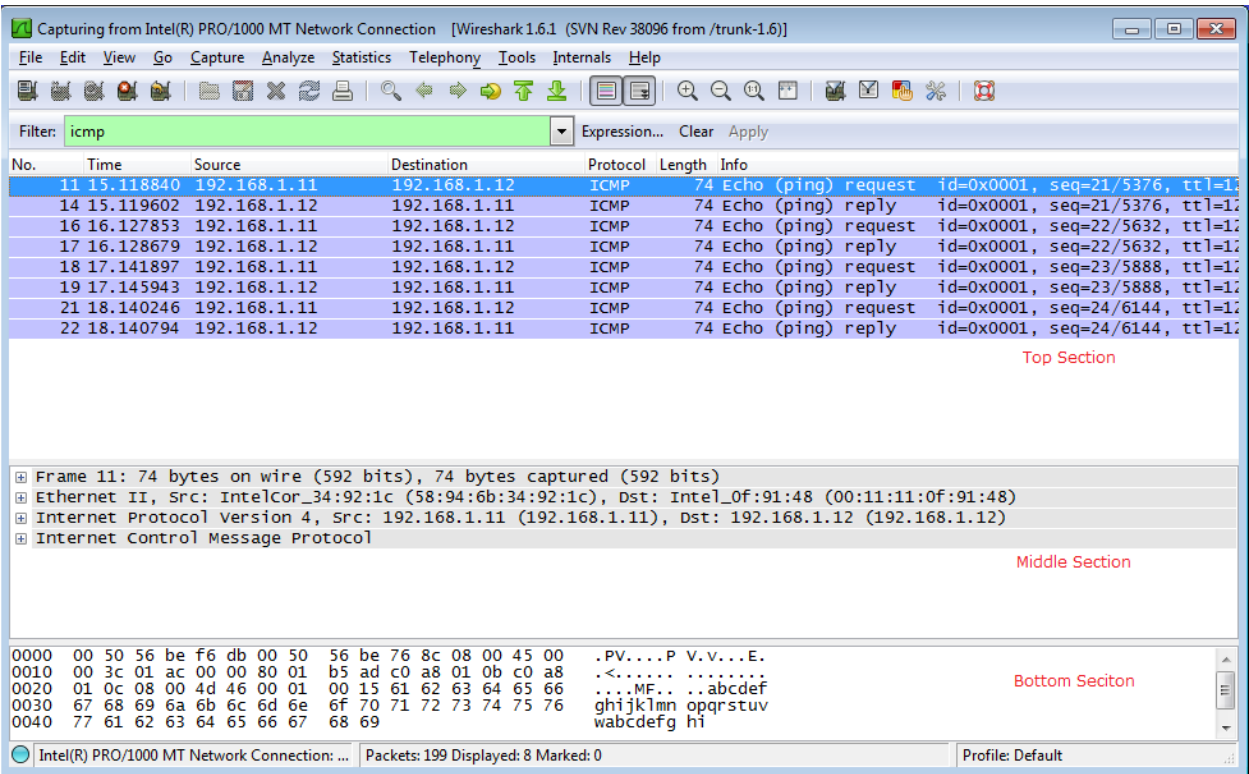 Capturing from Intel(R) PRO/1000 MT Network Connection [Wireshark 1.6.1 (SVN Rev 38096 from /trunk-1.6)]
File Edit View Go Capture Analyze Statistics Telephony Tools Internals Help
Filter: icmp Expression... Clear Apply
No. Time Source Destination Protocol Length Info
11 15.118840 192.168.1.11 192.168.1.12 ICMP 74 Echo (ping) request id=0x0001, seq=21/5376, ttl=1
14 15.119602 192.168.1.12 192.168.1.11 ICMP 74 Echo (ping) reply id=0x0001, seq=21/5376, ttl=12
16 16.127853 192.168.1.11 192.168.1.12 ICMP 74 Echo (ping) request id=0x0001, seq=22/5632, ttl=12
17 16.128679 192.168.1.12 192.168.1.11 ICMP 74 Echo (ping) reply id=0x0001, seq=22/5632, ttl=12
18 17.141897 192.168.1.11 192.168.1.12 ICMP 74 Echo (ping) request id=0x0001, seq=23/5888, ttl=12
19 17.145943 192.168.1.12 192.168.1.11 ICMP 74 Echo (ping) reply id=0x0001, seq=23/5888, ttl=12
21 18.140246 192.168.1.11 192.168.1.12 ICMP 74 Echo (ping) request id=0x0001, seq=24/6144, ttl=12
22 18.140794 192.168.1.12 192.168.1.11 ICMP 74 Echo (ping) reply id=0x0001, seq=24/6144, ttl=12
Top Section
Frame 11: 74 bytes on wire (592 bits), 74 bytes captured (592 bits)
Ethernet II, Src: IntelCor_34:92:1c (58:94:6b:34:92:1c), Dst: Intel_0f:91:48 (00:11:11:0f:91:48)
Internet Protocol Version 4, Src: 192.168.1.11 (192.168.1.11), Dst: 192.168.1.12 (192.168.1.12)
Internet Control Message Protocol
Middle Section
0000 00 50 56 be f6 db 00 50 56 be 76 8c 08 00 45 00 .PV....P V.v...E.
0010 00 3c 01 ac 00 00 80 01 b5 ad c0 a8 01 0b c0 a8 .<...... ........
0020 01 0c 08 00 4d 46 00 01 00 15 61 62 63 64 65 66 ....MF.. ..abcdef
0030 67 68 69 6a 6b 6c 6d 6e 6f 70 71 72 73 74 75 76 ghijklmn opqrstuv
0040 77 61 62 63 64 65 66 67 68 69 wabcdefg hi
Bottom Seciton
Intel(R) PRO/1000 MT Network Connection: ... Packets: 199 Displayed: 8 Marked: 0 Profile: Default